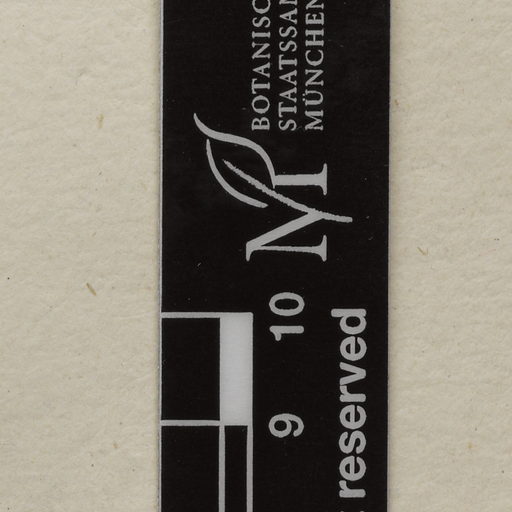 BOTANISC
STAATSSAM
MÜNCHEN
M
9 10
reserved